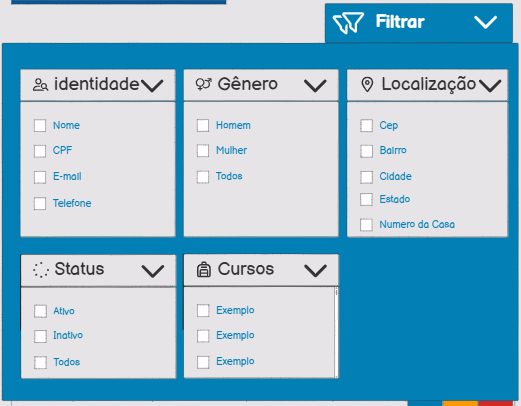 Filtrar
identidade
Nome
CPF
E-mail
Telefone
Gênero
Homem
Mulher
Todos
Localização
Cep
Bairro
Cidade
Estado
Numero da Casa
Status
Ativo
Inativo
Todos
Cursos
Exemplo
Exemplo
Exemplo